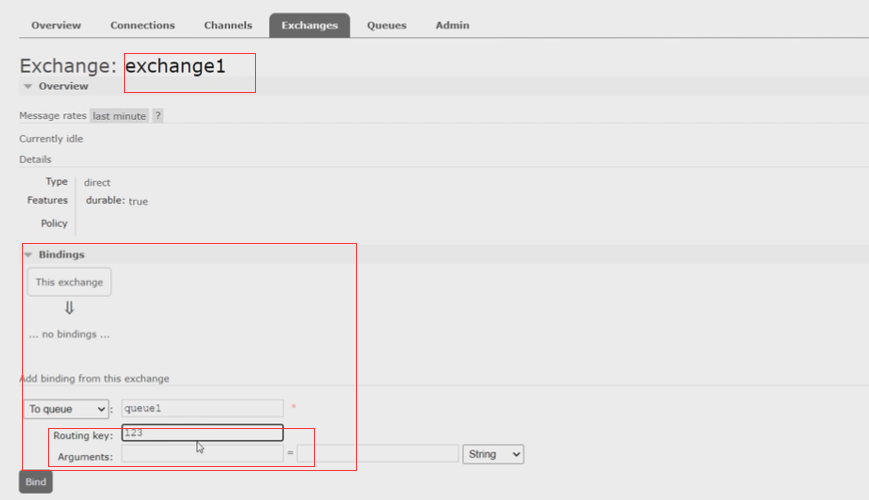 Overview Connections Channels Exchanges Queues Admin
Exchange: exchange1
Overview
Message rates last minute ?
Currently idle
Details
Type direct
Features durable: true
Policy
Bindings
This exchange
⇓
... no bindings ...
Add binding from this exchange
To queue : queue1 *
Routing key: 123
Arguments: = String
Bind